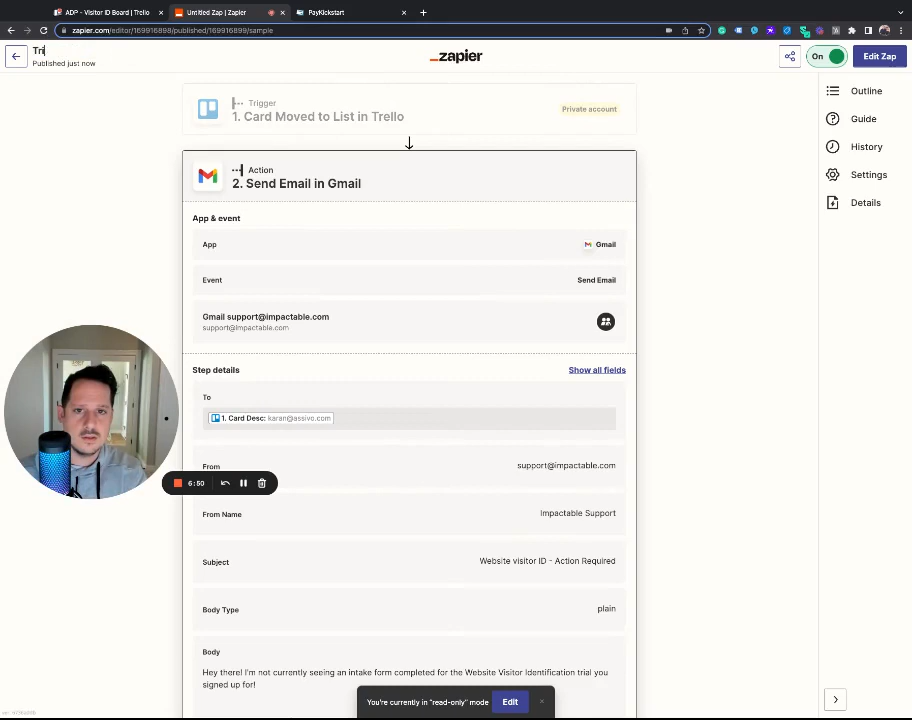 ADP - Visitor ID Board | Trello
Untitled Zap | Zapier
PayKickstart
zapier.com/editor/169916898/published/169916899/sample
Tri
Published just now
zapier
On
Edit Zap
Trigger
1. Card Moved to List in Trello
Private account
Action
2. Send Email in Gmail
App & event
App
Gmail
Event
Send Email
Gmail support@impactable.com
support@impactable.com
Step details
Show all fields
To
1. Card Desc: karan@assivo.com
From
support@impactable.com
6:50
From Name
Impactable Support
Subject
Website visitor ID - Action Required
Body Type
plain
Body
Hey there! I'm not currently seeing an intake form completed for the Website Visitor Identification trial you
signed up for!
You're currently in "read-only" mode
Edit
Outline
Guide
History
Settings
Details